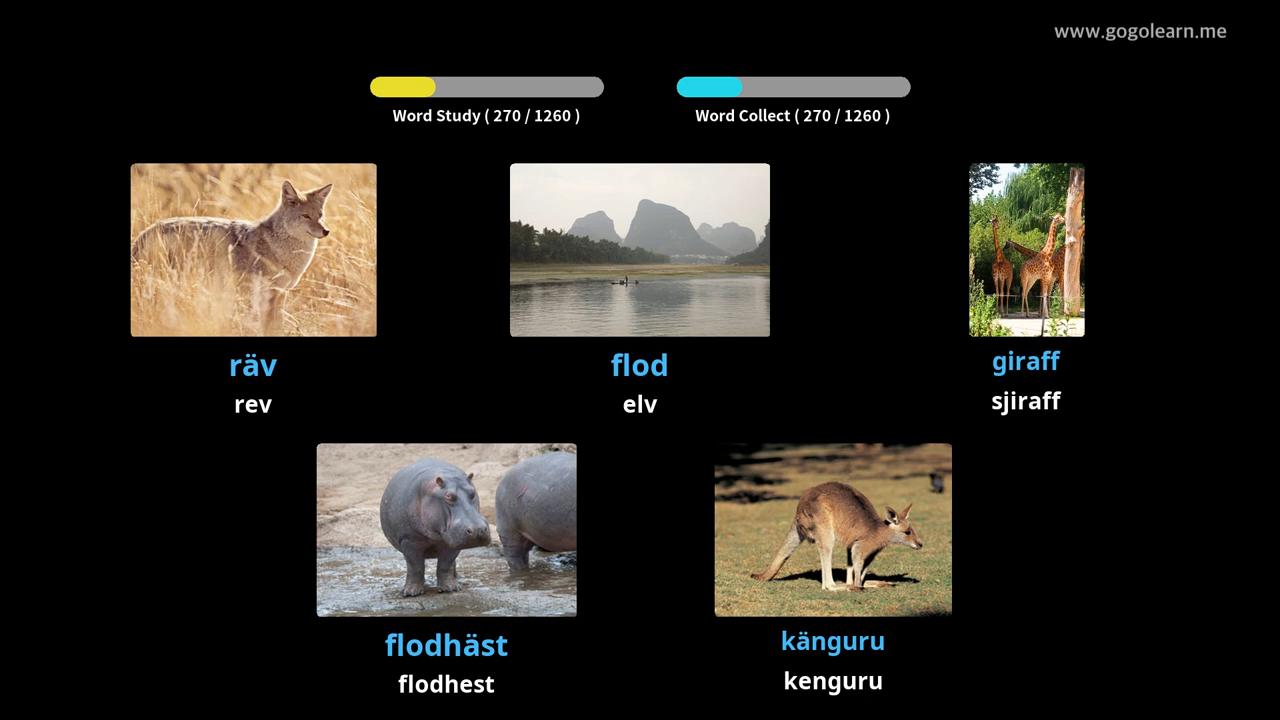 www.gogolearn.me
Word Study ( 270 / 1260 )
Word Collect ( 270 / 1260 )
räv
rev
flod
elv
giraff
sjiraff
flodhäst
flodhest
känguru
kenguru